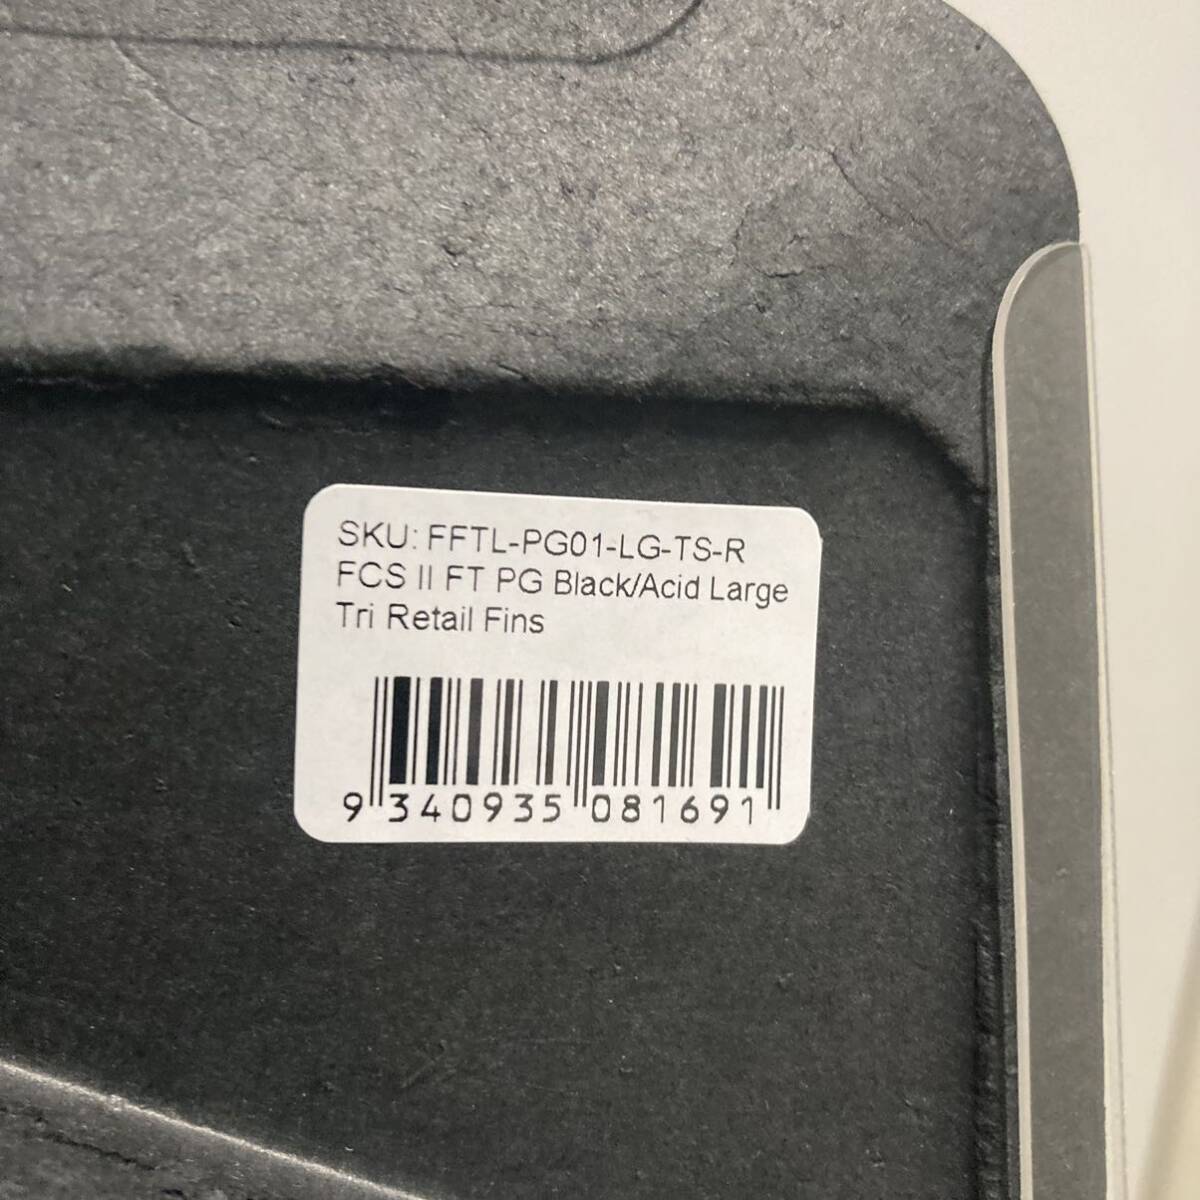 SKU: FFTL-PG01-LG-TS-R
FCS II FT PG Black/Acid Large
Tri Retail Fins
9 340935 081691